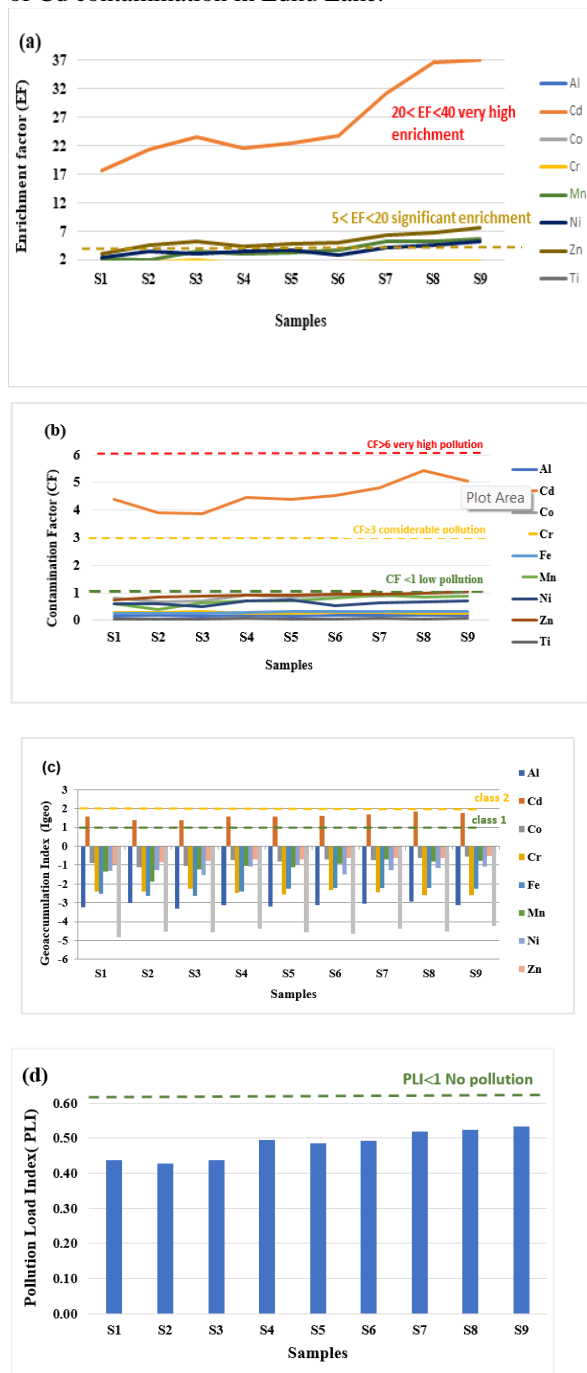 of Cd contamination in Edku Lake.
(a)
37
32
27
22
17
12
7
2
Enrichment factor (EF)
20< EF<40 very high
enrichment
5< EF<20 significant enrichment
S1 S2 S3 S4 S5 S6 S7 S8 S9
Samples
Al
Cd
Co
Cr
Mn
Ni
Zn
Ti
(b)
6
5
4
3
2
1
0
Contamination Factor (CF)
CF>6 very high pollution
Plot Area
CF≥3 considerable pollution
CF <1 low pollution
S1 S2 S3 S4 S5 S6 S7 S8 S9
Samples
Al
Cd
Co
Cr
Fe
Mn
Ni
Zn
Ti
(c)
3
2
1
0
-1
-2
-3
-4
-5
-6
Geoaccumulation Index (Igeo)
class 2
class 1
S1 S2 S3 S4 S5 S6 S7 S8 S9
Samples
Al
Cd
Co
Cr
Fe
Mn
Ni
Zn
(d)
PLI<1 No pollution
0.60
0.50
0.40
0.30
0.20
0.10
0.00
Pollution Load Index( PLI)
S1 S2 S3 S4 S5 S6 S7 S8 S9
Samples